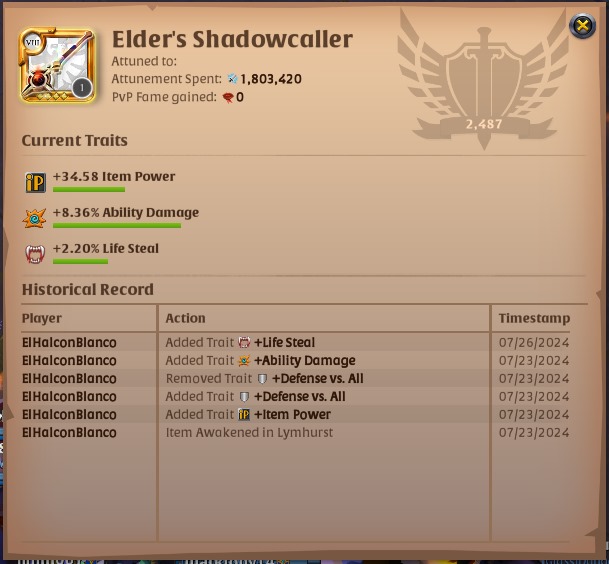 VIII
1
Elder's Shadowcaller
Attuned to:
Attunement Spent: 1,803,420
PvP Fame gained: 0
2,487
Current Traits
iP +34.58 Item Power
+8.36% Ability Damage
+2.20% Life Steal
Historical Record
Player Action Timestamp
ElHalconBlanco Added Trait +Life Steal 07/26/2024
ElHalconBlanco Added Trait +Ability Damage 07/23/2024
ElHalconBlanco Removed Trait +Defense vs. All 07/23/2024
ElHalconBlanco Added Trait +Defense vs. All 07/23/2024
ElHalconBlanco Added Trait iP +Item Power 07/23/2024
ElHalconBlanco Item Awakened in Lymhurst 07/23/2024